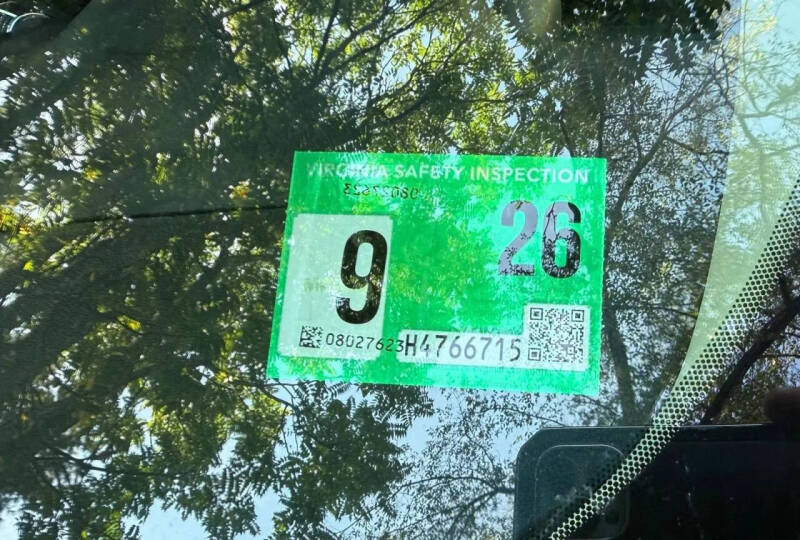 VIRGINIA SAFETY INSPECTION
9
26
08027623
H4766715